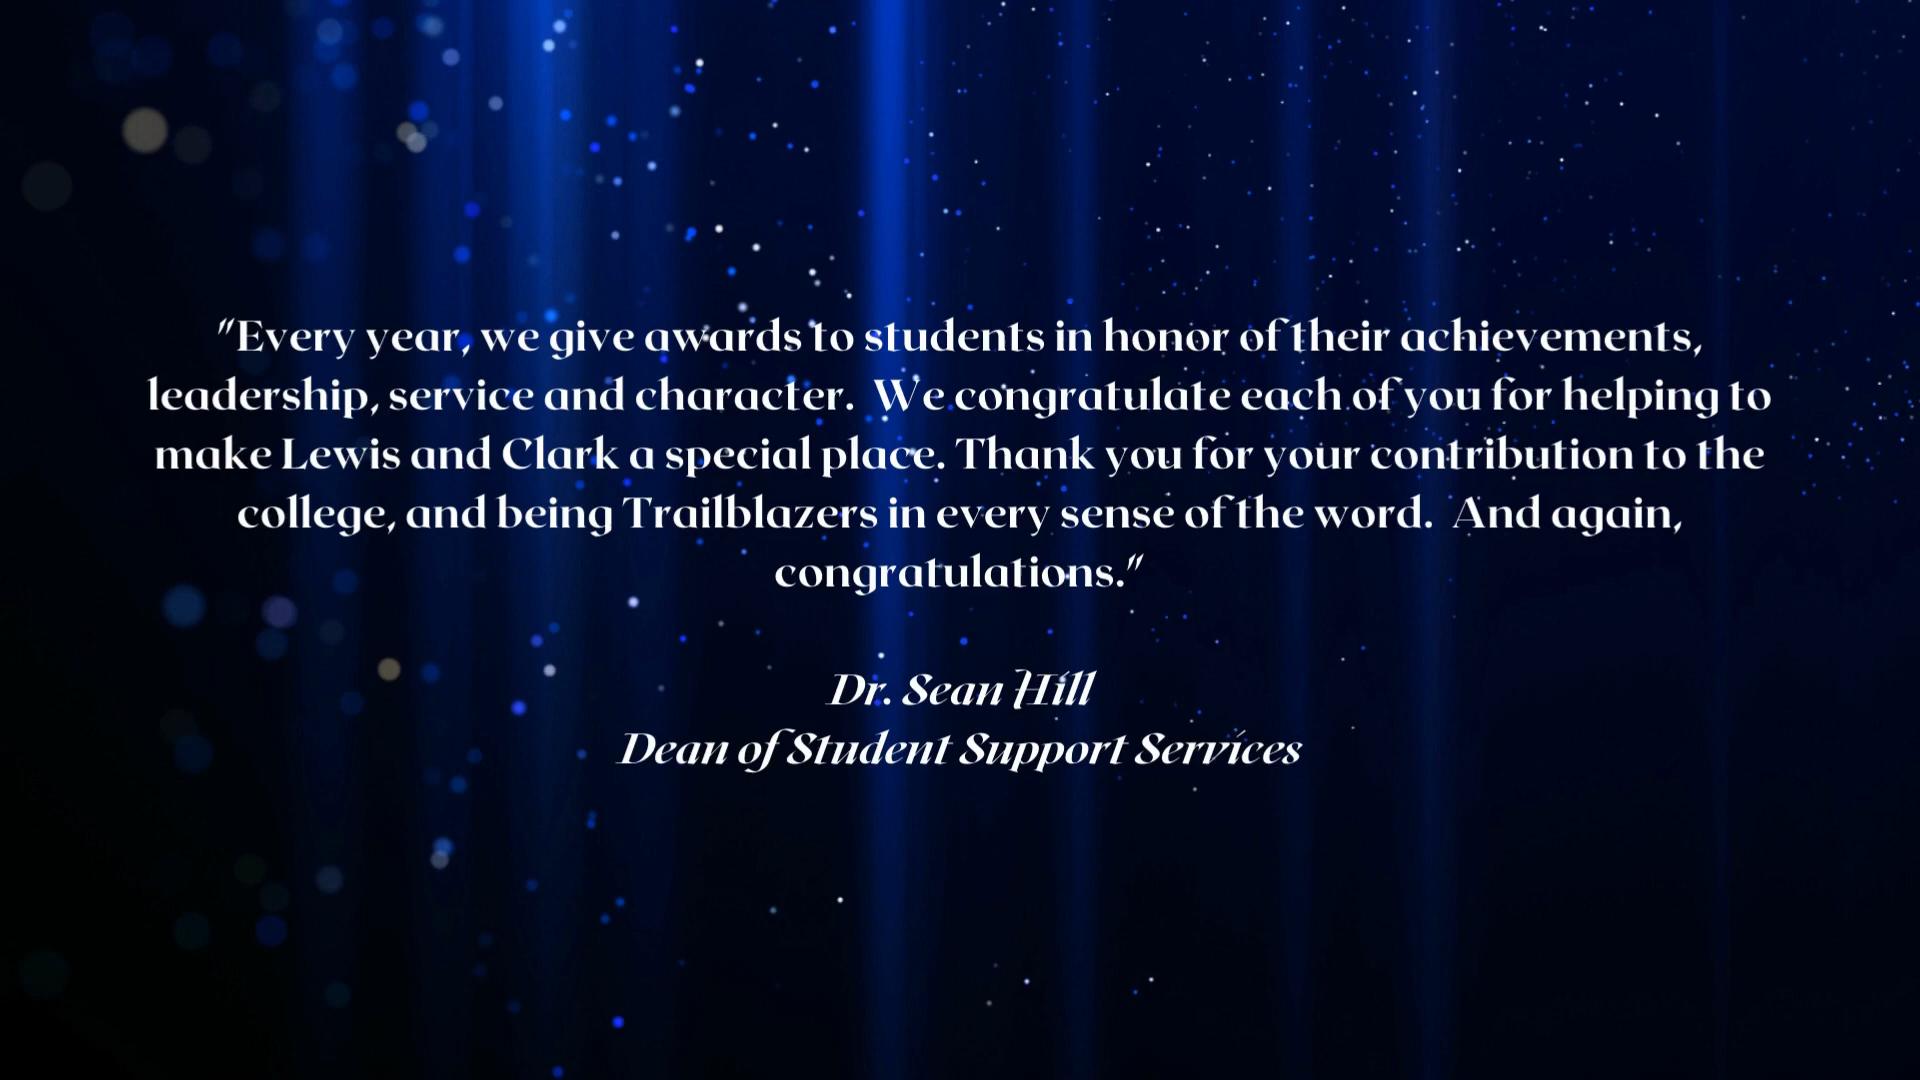 "Every year, we give awards to students in honor of their achievements,
leadership, service and character.  We congratulate each of you for helping to
make Lewis and Clark a special place. Thank you for your contribution to the
college, and being Trailblazers in every sense of the word.  And again,
congratulations."
Dr. Sean Hill
Dean of Student Support Services